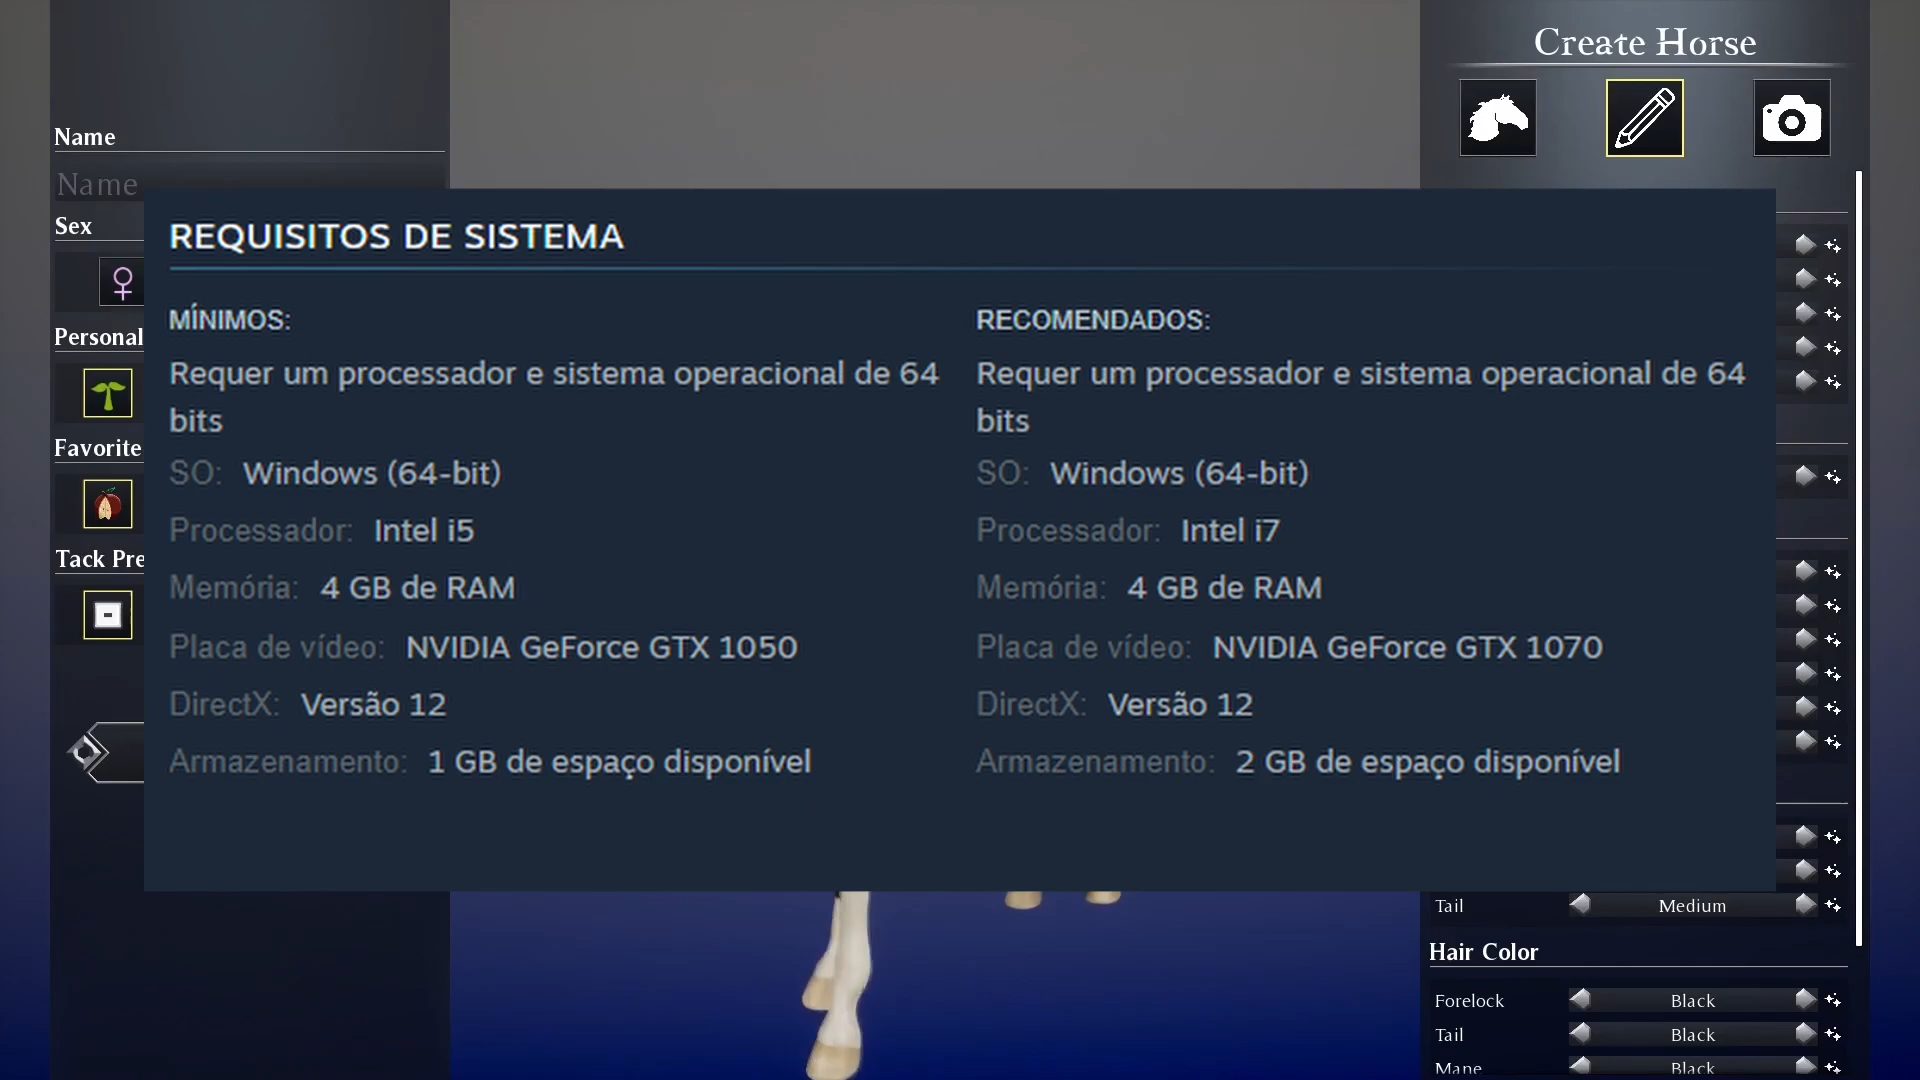 Create Horse
Name
Name
Sex
Personal
Favorite
Tack Pre
REQUISITOS DE SISTEMA
MÍNIMOS:
Requer um processador e sistema operacional de 64
bits
SO: Windows (64-bit)
Processador: Intel i5
Memória: 4 GB de RAM
Placa de vídeo: NVIDIA GeForce GTX 1050
DirectX: Versão 12
Armazenamento: 1 GB de espaço disponível
RECOMENDADOS:
Requer um processador e sistema operacional de 64
bits
SO: Windows (64-bit)
Processador: Intel i7
Memória: 4 GB de RAM
Placa de vídeo: NVIDIA GeForce GTX 1070
DirectX: Versão 12
Armazenamento: 2 GB de espaço disponível
Tail Medium
Hair Color
Forelock Black
Tail Black
Mane Black